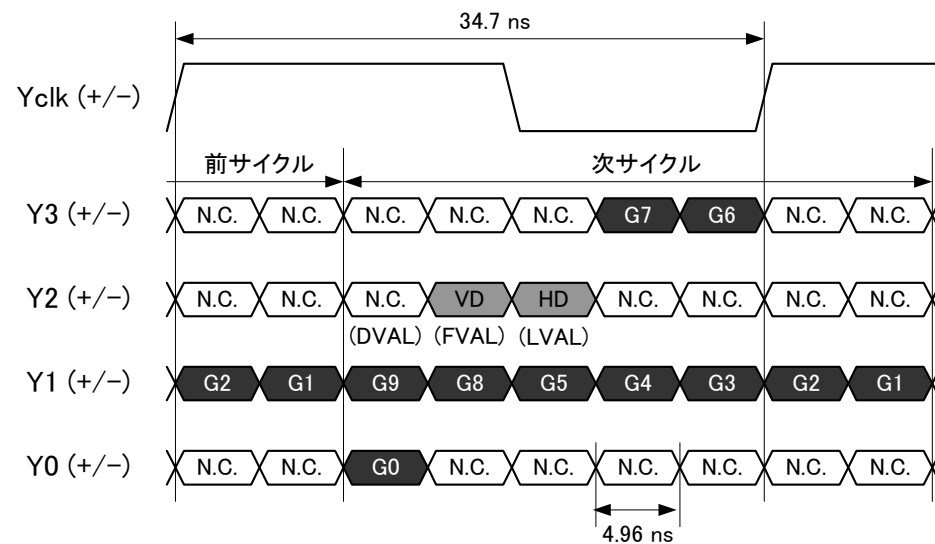 34.7 ns
Yclk (+/−)
前サイクル 次サイクル
Y3 (+/−) N.C. N.C. N.C. N.C. N.C. G7 G6 N.C. N.C.
Y2 (+/−) N.C. N.C. N.C. VD HD N.C. N.C. N.C. N.C.
(DVAL) (FVAL) (LVAL)
Y1 (+/−) G2 G1 G9 G8 G5 G4 G3 G2 G1
Y0 (+/−) N.C. N.C. G0 N.C. N.C. N.C. N.C. N.C. N.C.
4.96 ns